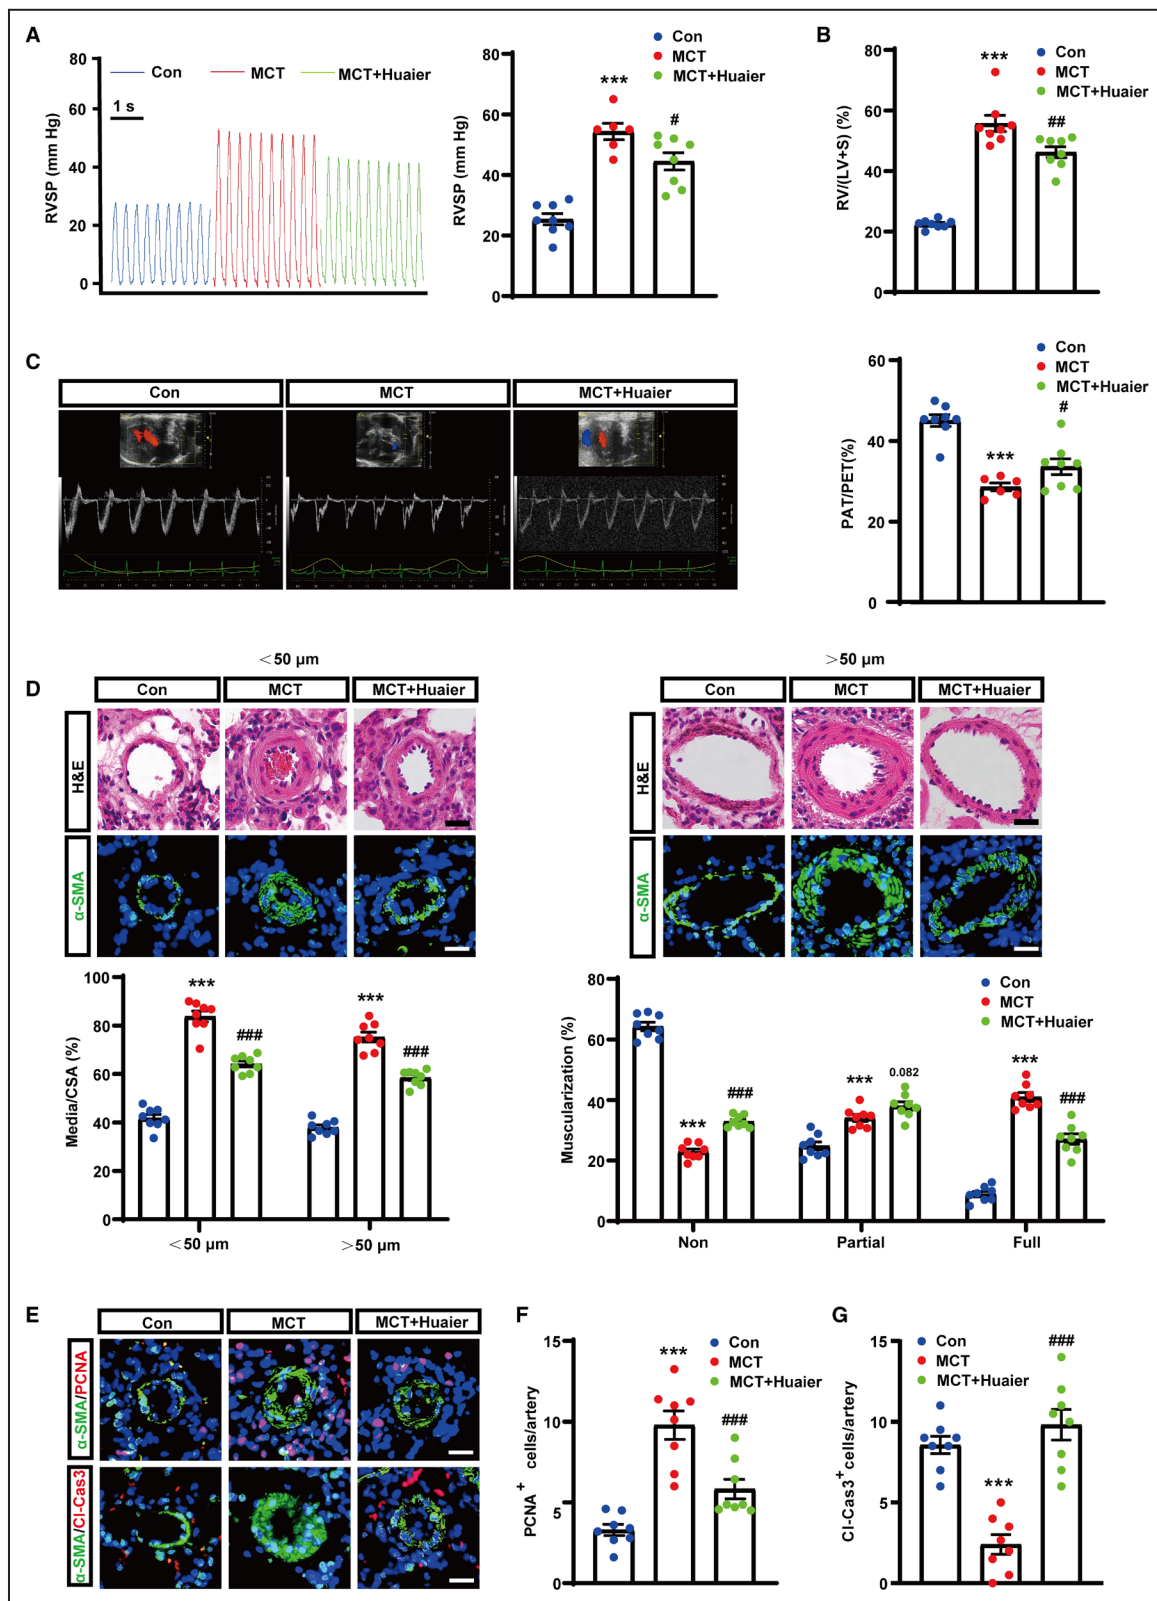 A
80
60
40
20
0
RVSP (mm Hg)
Con
MCT
MCT+Huaier
1 s
80
60
40
20
0
RVSP (mm Hg)
Con
MCT
MCT+Huaier
***
#
B
80
60
40
20
0
RV/(LV+S) (%)
Con
MCT
MCT+Huaier
***
##
C
Con
MCT
MCT+Huaier
60
40
20
0
PAT/PET(%)
Con
MCT
MCT+Huaier
***
#
D
<50 μm
Con
MCT
MCT+Huaier
H&E
α-SMA
>50 μm
Con
MCT
MCT+Huaier
H&E
α-SMA
100
80
60
40
20
0
Media/CSA (%)
***
###
***
###
<50 μm
>50 μm
80
60
40
20
0
Muscularization (%)
Con
MCT
MCT+Huaier
***
###
***
0.082
***
###
Non
Partial
Full
E
Con
MCT
MCT+Huaier
α-SMA/PCNA
α-SMA/Cl-Cas3
F
15
10
5
0
PCNA+ cells/artery
Con
MCT
MCT+Huaier
***
###
G
15
10
5
0
Cl-Cas3+ cells/artery
Con
MCT
MCT+Huaier
***
###